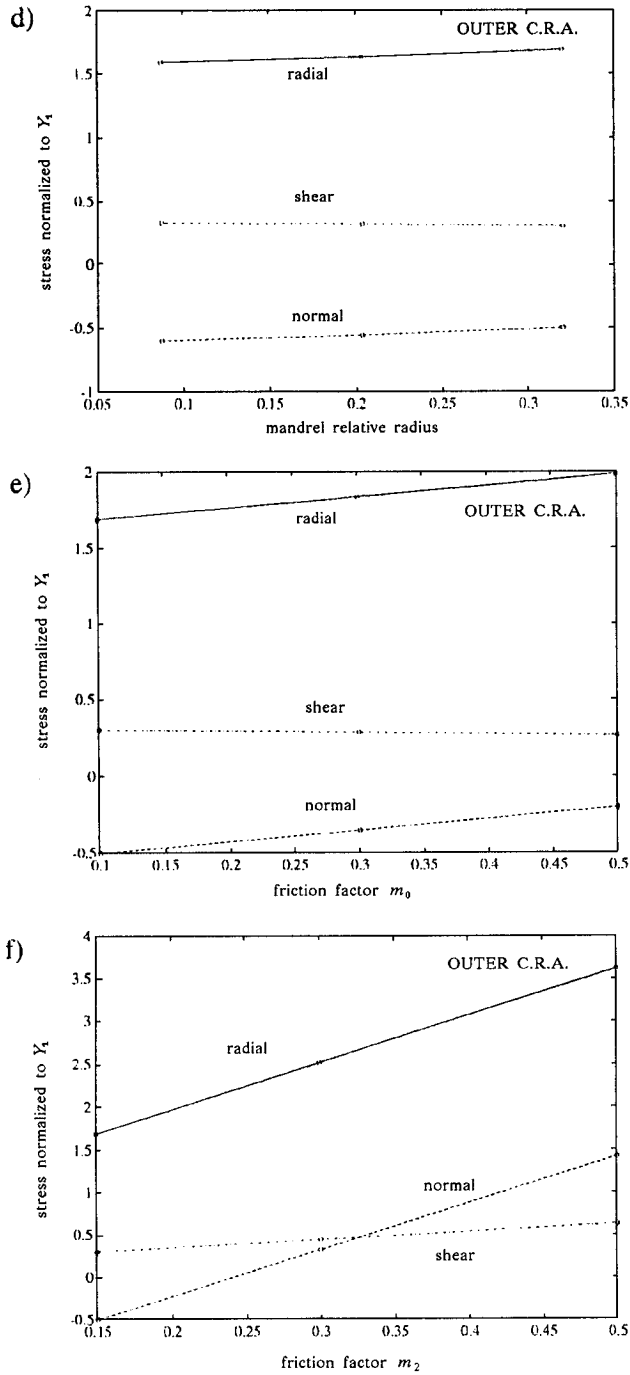 d)
2
OUTER C.R.A.
radial
1.5
1
shear
0.5
0
normal
-0.5
-1
stress normalized to Y₁
0.05 0.1 0.15 0.2 0.25 0.3 0.35
mandrel relative radius
e)
2
radial
OUTER C.R.A.
1.5
1
shear
0.5
0
normal
-0.5
stress normalized to Y₁
0.1 0.15 0.2 0.25 0.3 0.35 0.4 0.45 0.5
friction factor m₀
f)
4
OUTER C.R.A.
3.5
3
radial
2.5
2
1.5
normal
1
0.5
shear
0
-0.5
stress normalized to Y₁
0.15 0.2 0.25 0.3 0.35 0.4 0.45 0.5
friction factor m₂